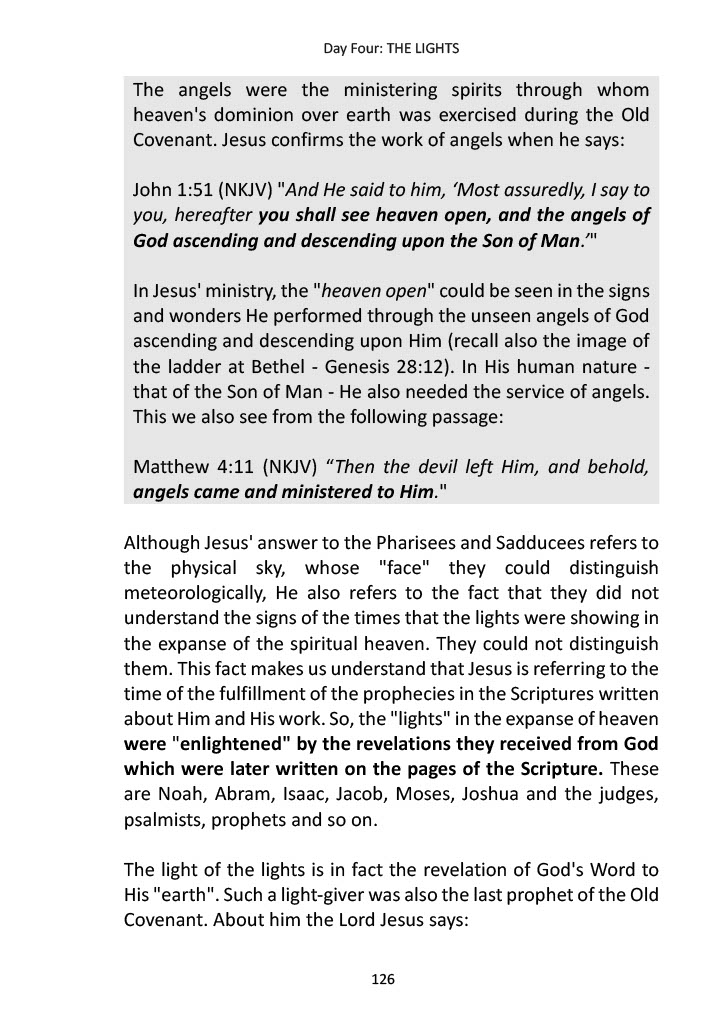 Day Four: THE LIGHTS
The angels were the ministering spirits through whom
heaven's dominion over earth was exercised during the Old
Covenant. Jesus confirms the work of angels when he says:
John 1:51 (NKJV) "And He said to him, ‘Most assuredly, I say to
you, hereafter you shall see heaven open, and the angels of
God ascending and descending upon the Son of Man.’"
In Jesus' ministry, the "heaven open" could be seen in the signs
and wonders He performed through the unseen angels of God
ascending and descending upon Him (recall also the image of
the ladder at Bethel - Genesis 28:12). In His human nature -
that of the Son of Man - He also needed the service of angels.
This we also see from the following passage:
Matthew 4:11 (NKJV) “Then the devil left Him, and behold,
angels came and ministered to Him."
Although Jesus' answer to the Pharisees and Sadducees refers to
the physical sky, whose "face" they could distinguish
meteorologically, He also refers to the fact that they did not
understand the signs of the times that the lights were showing in
the expanse of the spiritual heaven. They could not distinguish
them. This fact makes us understand that Jesus is referring to the
time of the fulfillment of the prophecies in the Scriptures written
about Him and His work. So, the "lights" in the expanse of heaven
were "enlightened" by the revelations they received from God
which were later written on the pages of the Scripture. These
are Noah, Abram, Isaac, Jacob, Moses, Joshua and the judges,
psalmists, prophets and so on.
The light of the lights is in fact the revelation of God's Word to
His "earth". Such a light-giver was also the last prophet of the Old
Covenant. About him the Lord Jesus says:
126